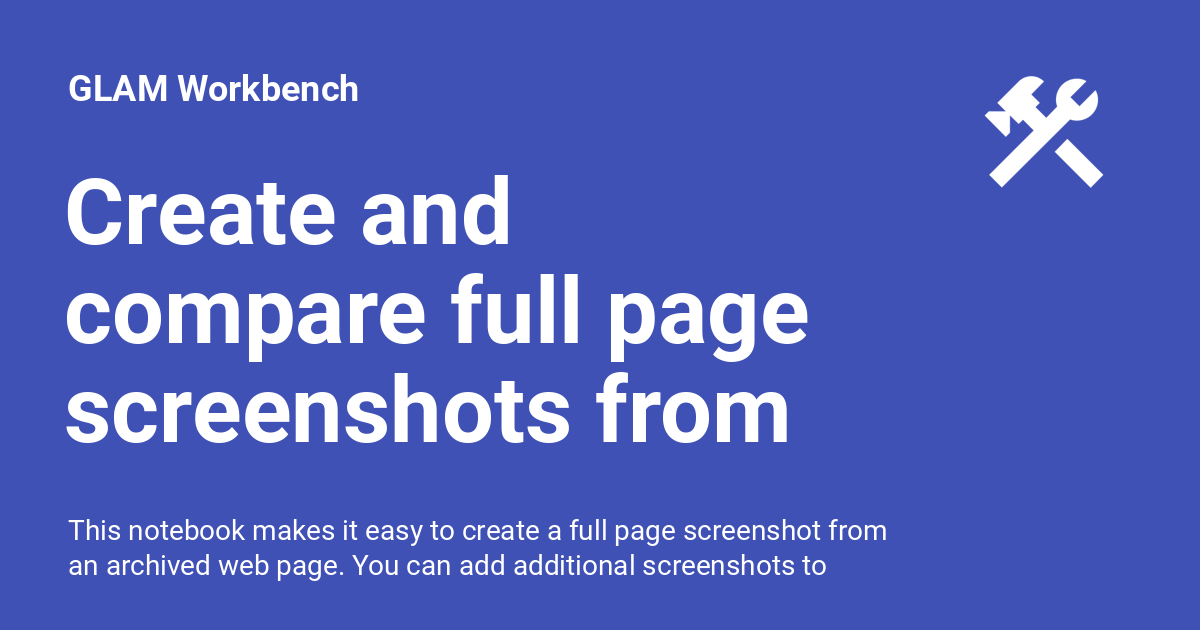 GLAM Workbench
Create and
compare full page
screenshots from
This notebook makes it easy to create a full page screenshot from
an archived web page. You can add additional screenshots to